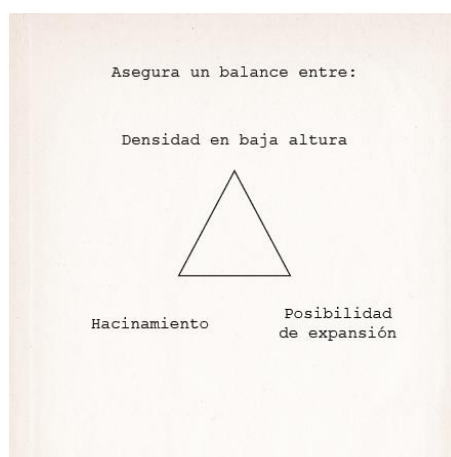 Asegura un balance entre:
Densidad en baja altura
Hacinamiento
Posibilidad
de expansión